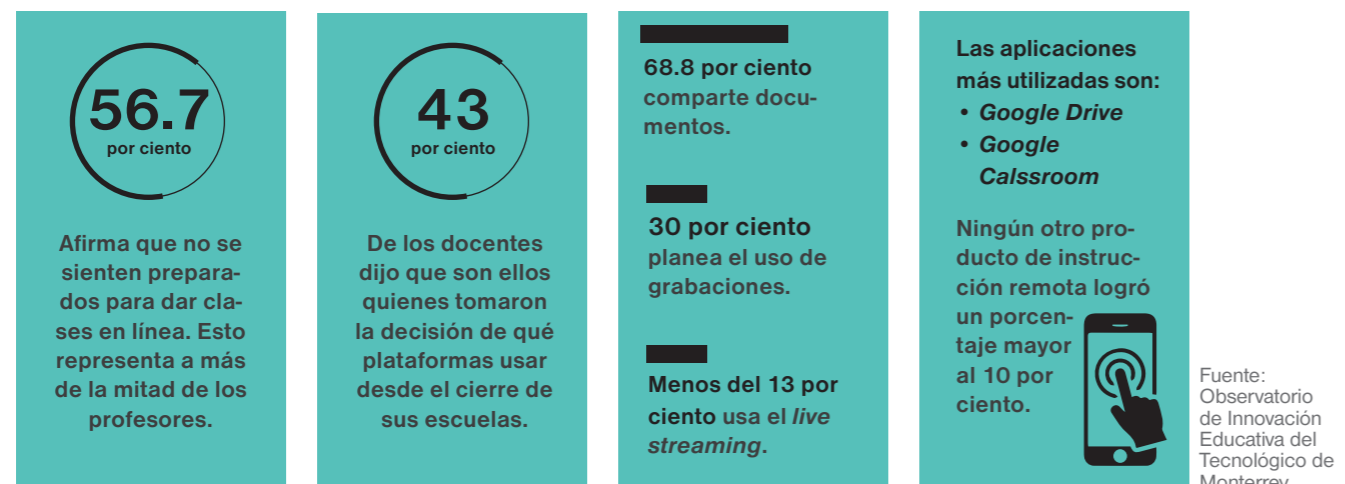 56.7
por ciento
Afirma que no se
sienten prepara-
dos para dar cla-
ses en línea. Esto
representa a más
de la mitad de los
profesores.
43
por ciento
De los docentes
dijo que son ellos
quienes tomaron
la decisión de qué
plataformas usar
desde el cierre de
sus escuelas.
68.8 por ciento
comparte docu-
mentos.
30 por ciento
planea el uso de
grabaciones.
Menos del 13 por
ciento usa el live
streaming.
Las aplicaciones
más utilizadas son:
• Google Drive
• Google
Calssroom
Ningún otro pro-
ducto de instruc-
ción remota logró
un porcen-
taje mayor
al 10 por
ciento.
Fuente:
Observatorio
de Innovación
Educativa del
Tecnológico de
Monterrey